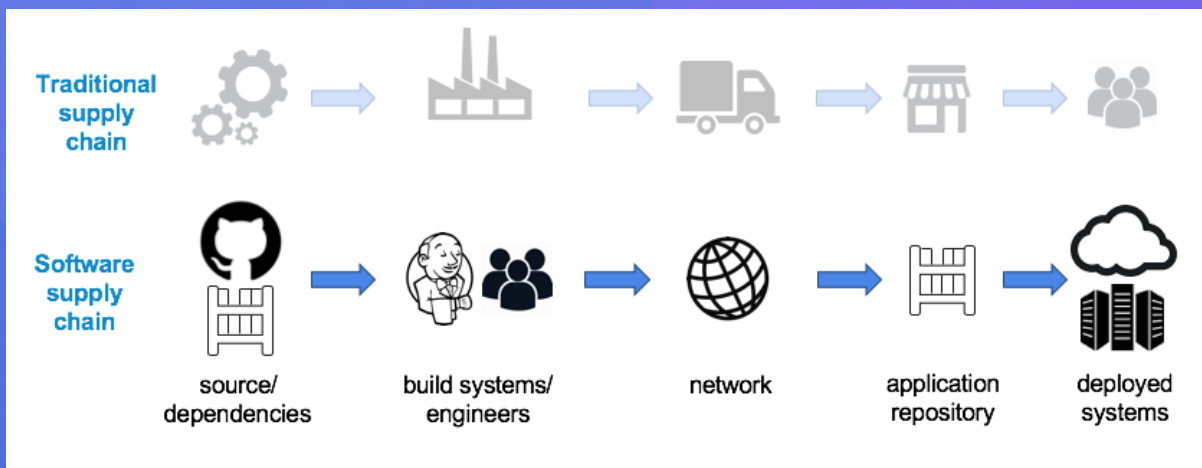 Traditional
supply
chain
Software
supply
chain
source/
dependencies
build systems/
engineers
network
application
repository
deployed
systems